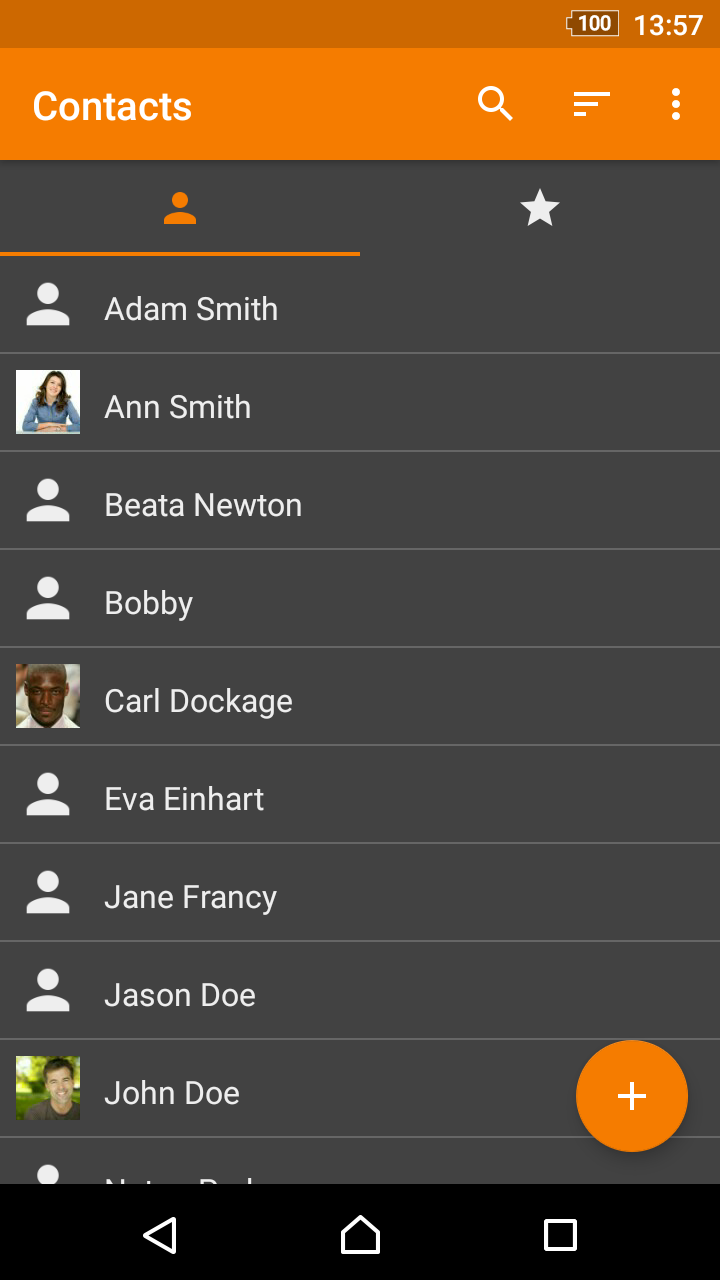 100 13:57
Contacts
Adam Smith
Ann Smith
Beata Newton
Bobby
Carl Dockage
Eva Einhart
Jane Francy
Jason Doe
John Doe